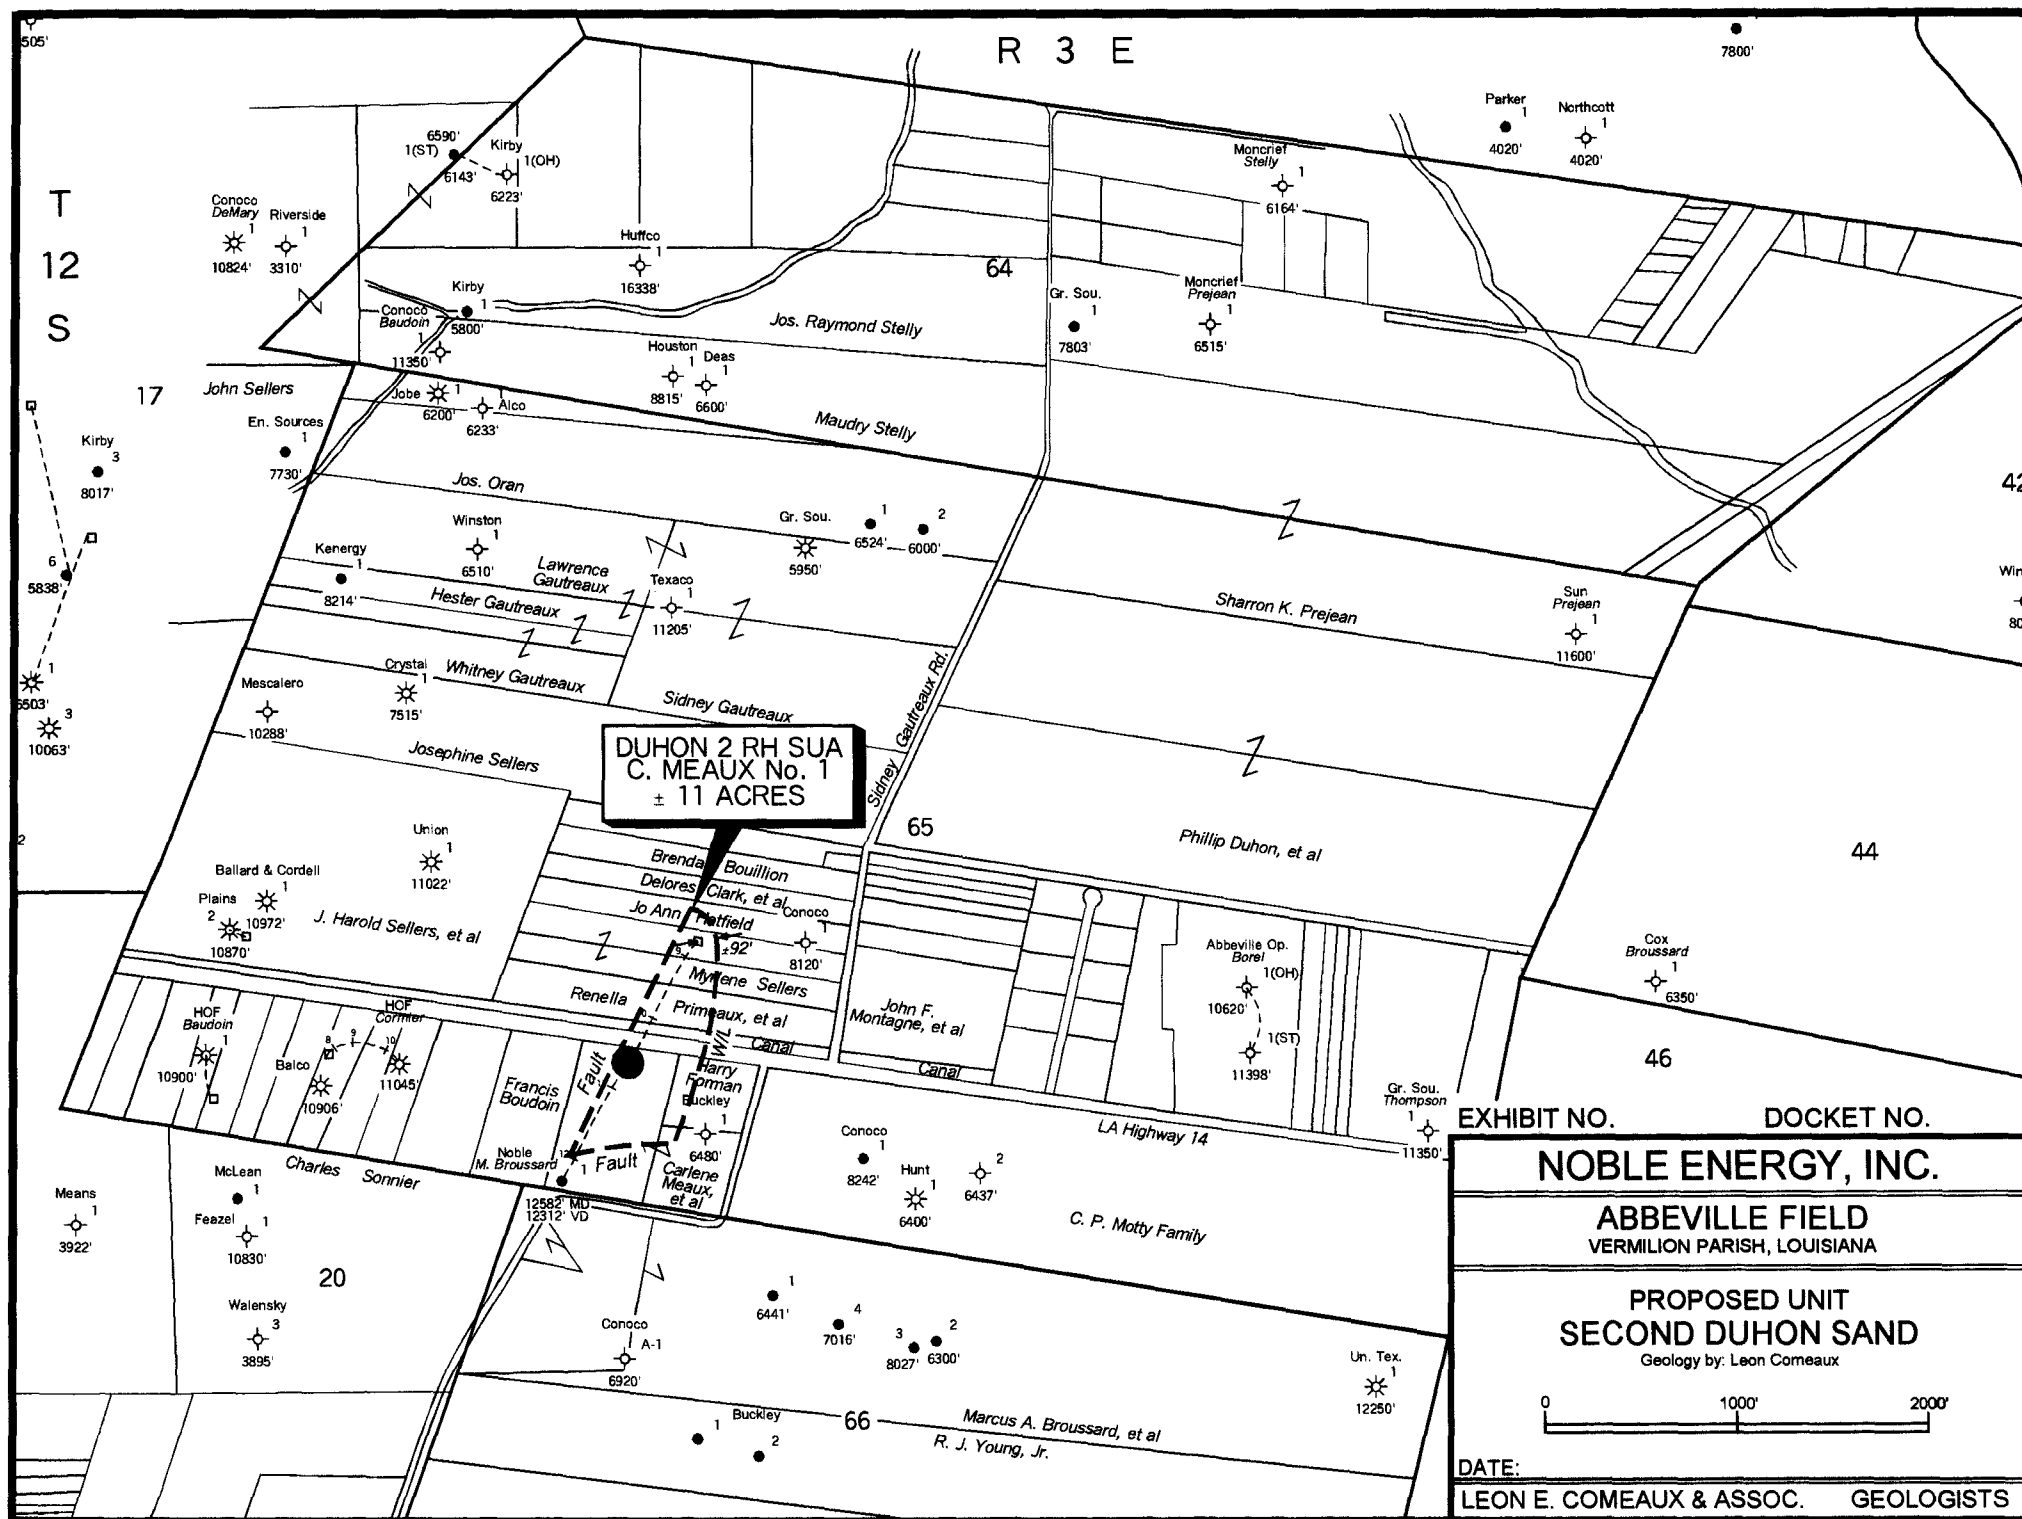 R 3 E
505'
7800'
Parker
1
4020'
Northcott
1
4020'
6590'
1(ST)
6143'
Kirby
1(OH)
6223'
Moncrief
Stelly
1
6164'
T
12
S
Conoco
DeMary
1
10824'
Riverside
1
3310'
Huffco
1
16338'
64
Kirby
1
5800'
Conoco
Baudoin
1
11350'
Gr. Sou.
1
7803'
Moncrief
Prejean
1
6515'
Jos. Raymond Stelly
Houston
1
8815'
Deas
1
6600'
17
John Sellers
Jobe
1
6200'
1
Alco
6233'
Maudry Stelly
En. Sources
1
7730'
Kirby
3
8017'
Jos. Oran
42
Winston
1
6510'
Gr. Sou.
5950'
1
6524'
2
6000'
Kenergy
1
8214'
Lawrence
Gautreaux
Hester Gautreaux
Texaco
1
11205'
6
5838'
Sharron K. Prejean
Sun
Prejean
1
11600'
Win
80
Whitney Gautreaux
Crystal
1
7515'
Mescalero
10288'
Sidney Gautreaux
Sidney Gautreaux Rd.
1
6503'
3
10063'
Josephine Sellers
DUHON 2 RH SUA
C. MEAUX No. 1
± 11 ACRES
65
Phillip Duhon, et al
44
2
Union
1
11022'
Brenda Bouillion
Delores Clark, et al
Jo Ann Hatfield
Ballard & Cordell
1
10972'
Plains
2
10870'
J. Harold Sellers, et al
Conoco
1
8120'
9
±92'
Myrlene Sellers
Renella
Primeaux, et al
John F.
Montagne, et al
Abbeville Op.
Borel
1(OH)
10620'
1(ST)
11398'
Cox
Broussard
1
6350'
46
HOF
Baudoin
1
10900'
HOF
Cormier
8
9
10
11045'
Balco
10906'
Canal
Canal
W/L
Fault
Francis
Boudoin
Harry
Forman
Buckley
1
6480'
LA Highway 14
Gr. Sou.
Thompson
1
11350'
Charles Sonnier
Noble
M. Broussard
12
1
12582' MD
12312' VD
Fault
Carlene
Meaux,
et al
Conoco
1
8242'
Hunt
1
6400'
2
6437'
C. P. Motty Family
Means
1
3922'
McLean
1
Feazel
1
10830'
20
Walensky
3
3895'
Conoco
A-1
6920'
1
6441'
4
7016'
3
8027'
2
6300'
Un. Tex.
1
12250'
Buckley
1
2
66
Marcus A. Broussard, et al
R. J. Young, Jr.
EXHIBIT NO. DOCKET NO.
NOBLE ENERGY, INC.
ABBEVILLE FIELD
VERMILION PARISH, LOUISIANA
PROPOSED UNIT
SECOND DUHON SAND
Geology by: Leon Comeaux
0 1000' 2000'
DATE:
LEON E. COMEAUX & ASSOC. GEOLOGISTS